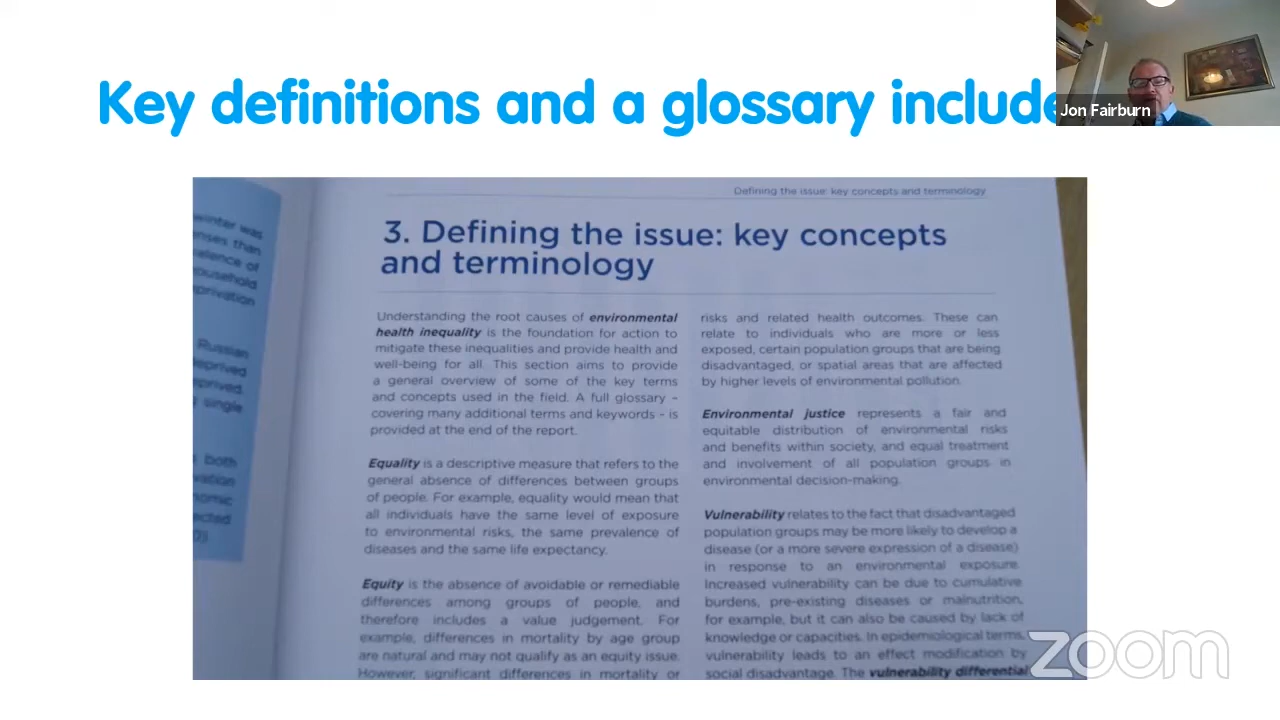 Key definitions and a glossary include
Jon Fairburn
Defining the issue: key concepts and terminology
3. Defining the issue: key concepts
and terminology
Understanding the root causes of environmental
health inequality is the foundation for action to
mitigate these inequalities and provide health and
well-being for all. This section aims to provide
a general overview of some of the key terms
and concepts used in the field. A full glossary –
covering many additional terms and keywords – is
provided at the end of the report.
Equality is a descriptive measure that refers to the
general absence of differences between groups
of people. For example, equality would mean that
all individuals have the same level of exposure
to environmental risks, the same prevalence of
diseases and the same life expectancy.
Equity is the absence of avoidable or remediable
differences among groups of people, and
therefore includes a value judgement. For
example, differences in mortality by age group
are natural and may not qualify as an equity issue.
However, significant differences in mortality or
risks and related health outcomes. These can
relate to individuals who are more or less
exposed, certain population groups that are being
disadvantaged, or spatial areas that are affected
by higher levels of environmental pollution.
Environmental justice represents a fair and
equitable distribution of environmental risks
and benefits within society, and equal treatment
and involvement of all population groups in
environmental decision-making.
Vulnerability relates to the fact that disadvantaged
population groups may be more likely to develop a
disease (or a more severe expression of a disease)
in response to an environmental exposure.
Increased vulnerability can be due to cumulative
burdens, pre-existing diseases or malnutrition,
for example, but it can also be caused by lack of
knowledge or capacities. In epidemiological terms,
vulnerability leads to an effect modification by
social disadvantage. The vulnerability differential
winter was
than
of
household
Russian
deprived
single
both
zoom